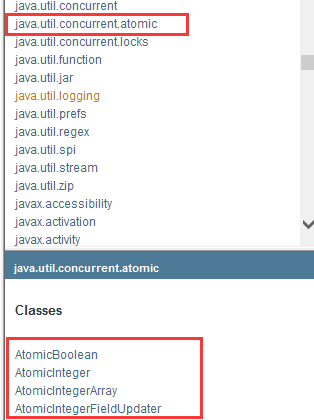 java.util.concurrent
java.util.concurrent.atomic
java.util.concurrent.locks
java.util.function
java.util.jar
java.util.logging
java.util.prefs
java.util.regex
java.util.spi
java.util.stream
java.util.zip
javax.accessibility
javax.activation
javax.activity
java.util.concurrent.atomic
Classes
AtomicBoolean
AtomicInteger
AtomicIntegerArray
AtomicIntegerFieldUpdater